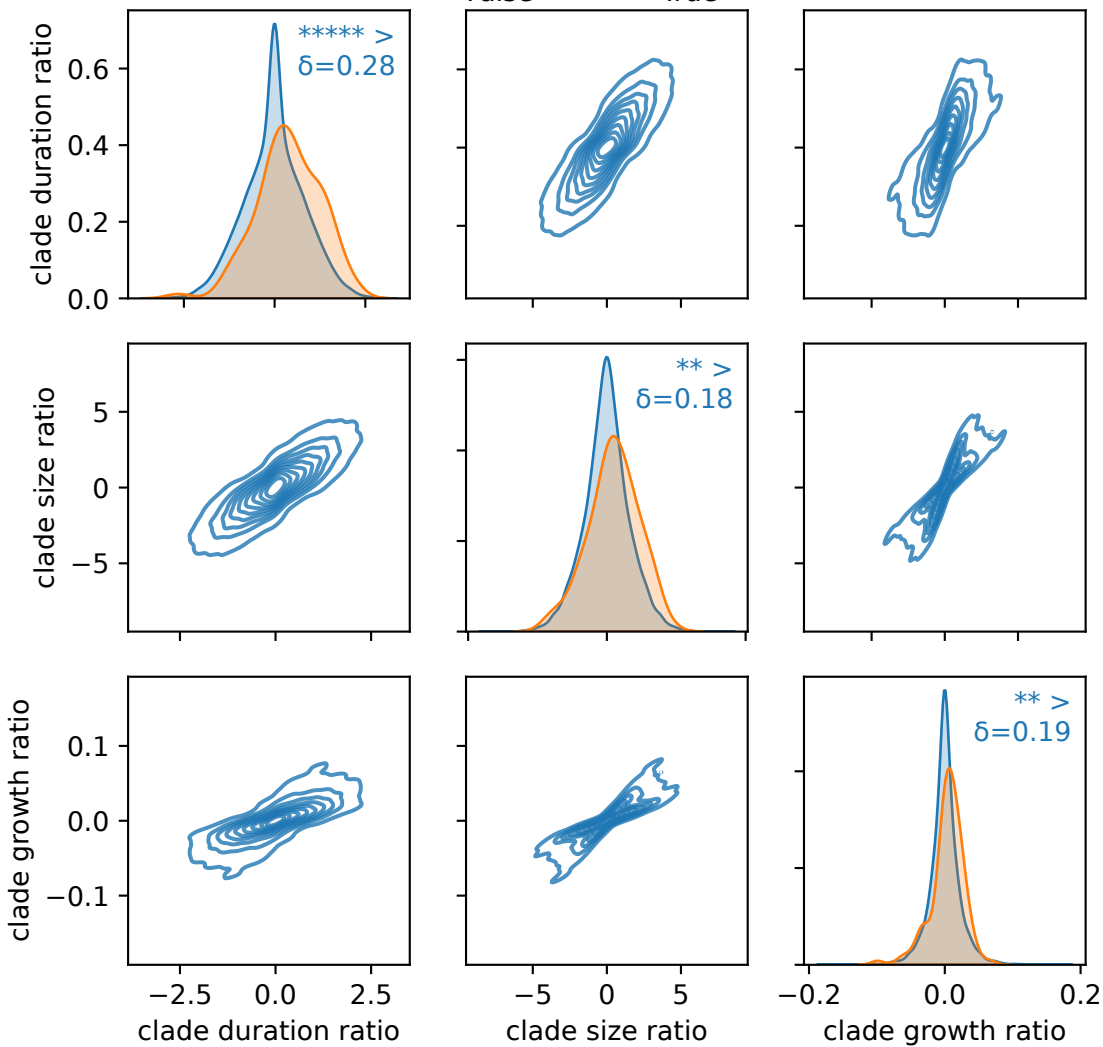 clade duration ratio
0.6
0.4
0.2
0.0
***** >
δ=0.28
clade size ratio
5
0
−5
** >
δ=0.18
clade growth ratio
0.1
0.0
−0.1
** >
δ=0.19
−2.5 0.0 2.5
−5 0 5
−0.2 0.0 0.2
clade duration ratio
clade size ratio
clade growth ratio